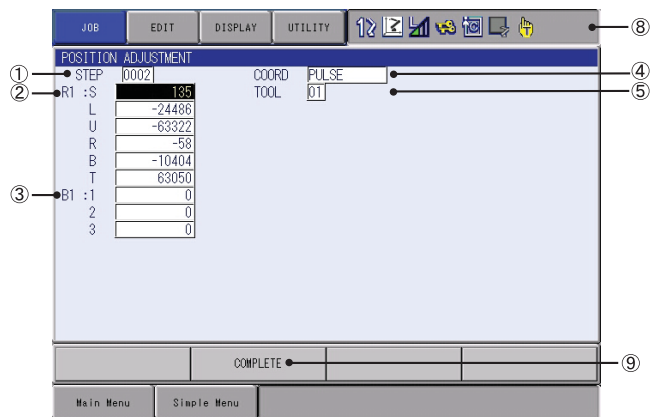 JOB EDIT DISPLAY UTILITY ⑧
POSITION ADJUSTMENT
① STEP 0002 COORD PULSE ④
② R1 :S 135 TOOL 01 ⑤
L -24486
U -63322
R -58
B -10404
T 63050
③ B1 :1 0
2 0
3 0
COMPLETE ⑨
Main Menu Simple Menu